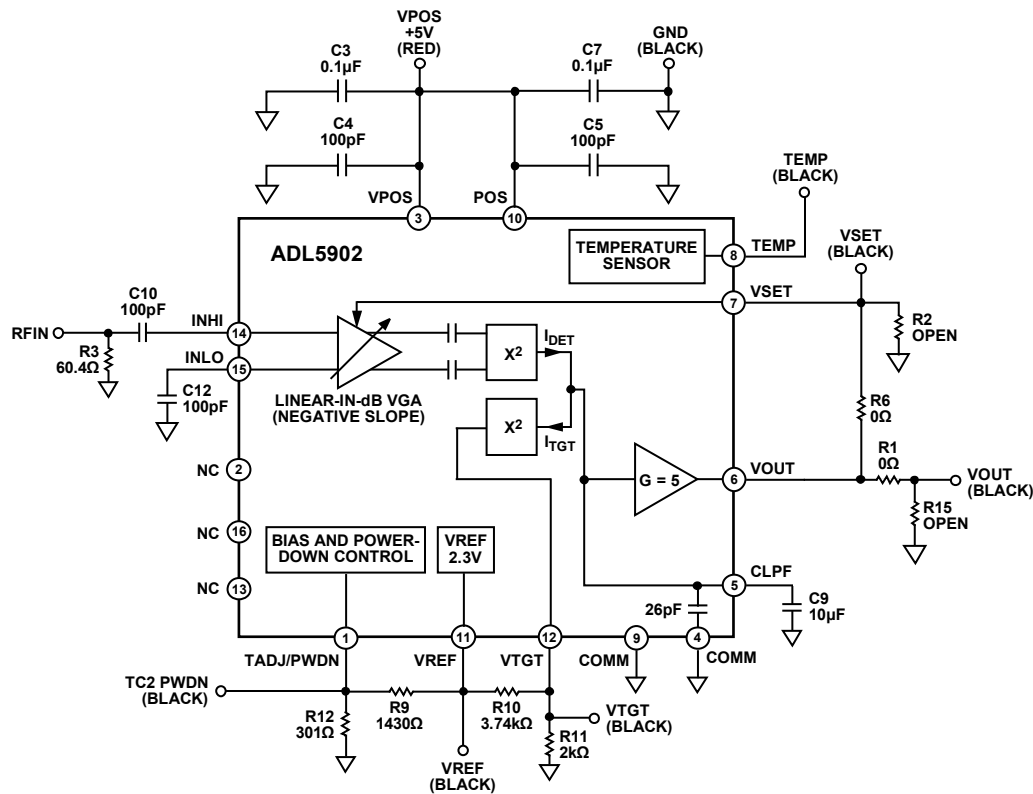 VPOS
+5V
(RED)
GND
(BLACK)
C3
0.1µF
C7
0.1µF
C4
100pF
C5
100pF
TEMP
(BLACK)
VPOS
POS
3
10
ADL5902
TEMPERATURE
SENSOR
8
TEMP
VSET
(BLACK)
7
VSET
C10
100pF
RFIN
INHI
14
R3
60.4Ω
INLO
15
C12
100pF
LINEAR-IN-dB VGA
(NEGATIVE SLOPE)
X2
IDET
X2
ITGT
R2
OPEN
R6
0Ω
R1
0Ω
G = 5
6
VOUT
VOUT
(BLACK)
R15
OPEN
NC
2
NC
16
NC
13
BIAS AND POWER-
DOWN CONTROL
VREF
2.3V
26pF
5
CLPF
C9
10µF
1
11
12
9
4
TADJ/PWDN
VREF
VTGT
COMM
COMM
TC2 PWDN
(BLACK)
R9
1430Ω
R10
3.74kΩ
R12
301Ω
VTGT
(BLACK)
R11
2kΩ
VREF
(BLACK)